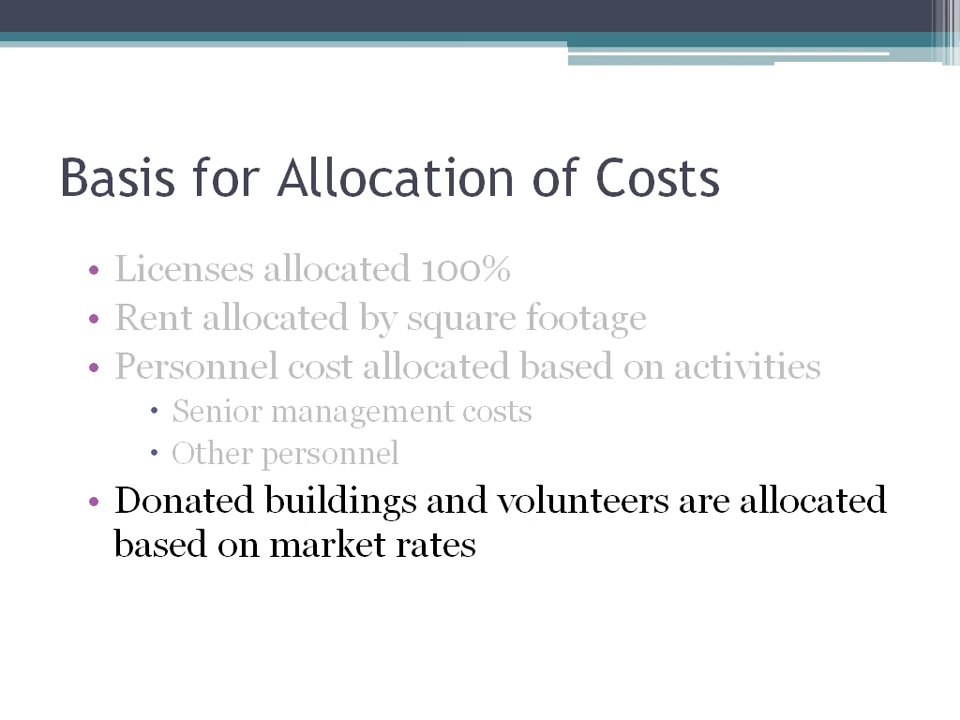 Basis for Allocation of Costs
• Licenses allocated 100%
• Rent allocated by square footage
• Personnel cost allocated based on activities
▪ Senior management costs
▪ Other personnel
• Donated buildings and volunteers are allocated
based on market rates